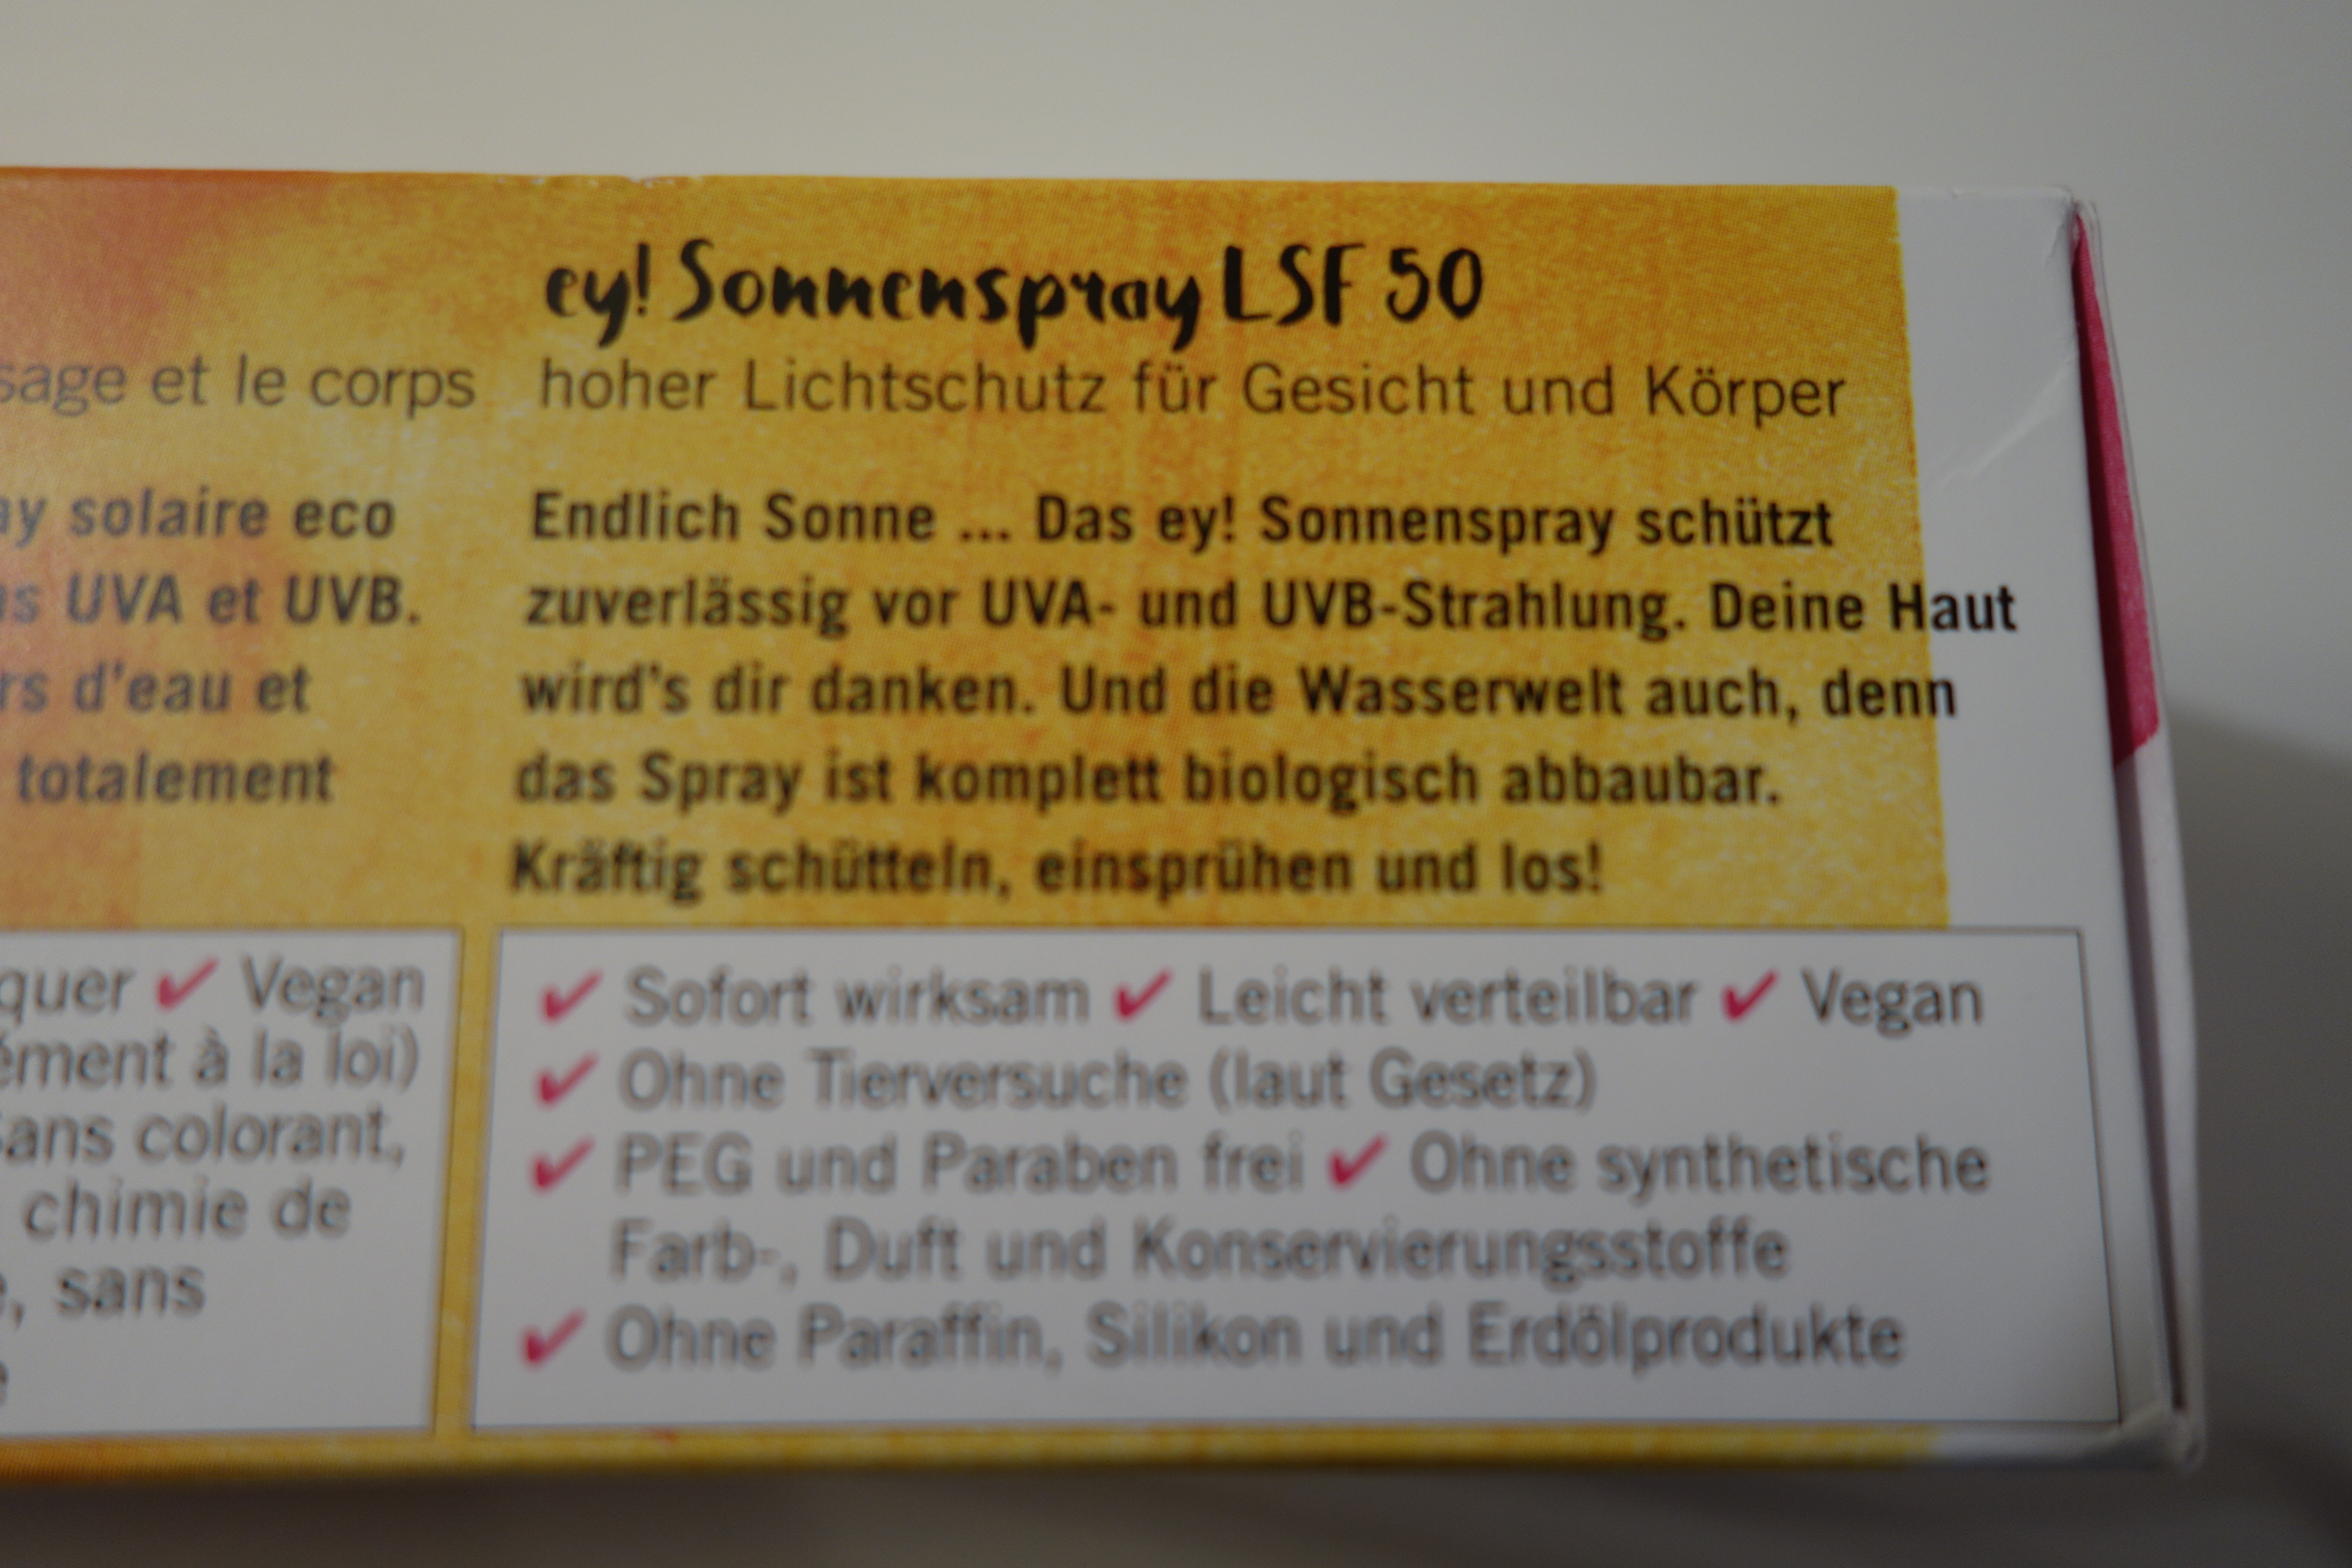 ey! Sonnenspray LSF 50
hoher Lichtschutz für Gesicht und Körper
Endlich Sonne ... Das ey! Sonnenspray schützt
zuverlässig vor UVA- und UVB-Strahlung. Deine Haut
wird's dir danken. Und die Wasserwelt auch, denn
das Spray ist komplett biologisch abbaubar.
Kräftig schütteln, einsprühen und los!
✔ Sofort wirksam ✔ Leicht verteilbar ✔ Vegan
✔ Ohne Tierversuche (laut Gesetz)
✔ PEG und Paraben frei ✔ Ohne synthetische
Farb-, Duft und Konservierungsstoffe
✔ Ohne Paraffin, Silikon und Erdölprodukte
et le corps
solaire eco
UVA et UVB.
d'eau et
totalement
✔ Vegan
à la loi)
colorant,
chimie de
sans